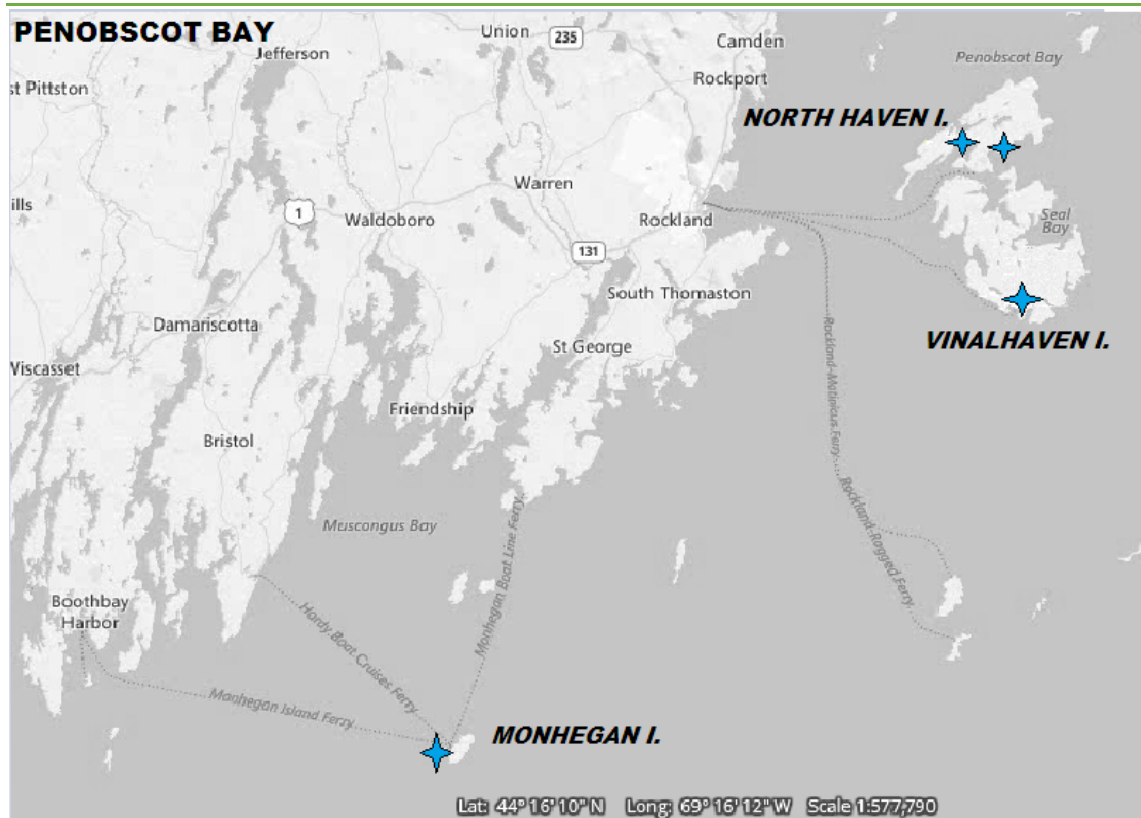 PENOBSCOT BAY
Union
235
Camden
Jefferson
Penobscot Bay
Rockport
st Pittston
NORTH HAVEN I.
Warren
ills
1
Waldoboro
Rockland
Seal
Bay
131
South Thomaston
Damariscotta
VINALHAVEN I.
St George
Viscasset
Rockland-Matinicus Ferry
Friendship
Bristol
Muscongus Bay
Rockland-Ragged Ferry
Monhegan Boat Line Ferry
Boothbay
Harbor
Hardy Boat Cruises Ferry
Monhegan Island Ferry
MONHEGAN I.
Lat: 44° 16' 10" N Long: 69° 16' 12" W Scale 1:577,790